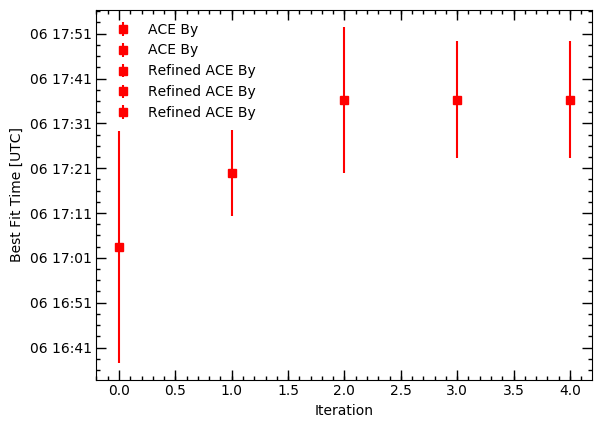 ACE By
ACE By
Refined ACE By
Refined ACE By
Refined ACE By
Best Fit Time [UTC]
06 17:51
06 17:41
06 17:31
06 17:21
06 17:11
06 17:01
06 16:51
06 16:41
0.0 0.5 1.0 1.5 2.0 2.5 3.0 3.5 4.0
Iteration